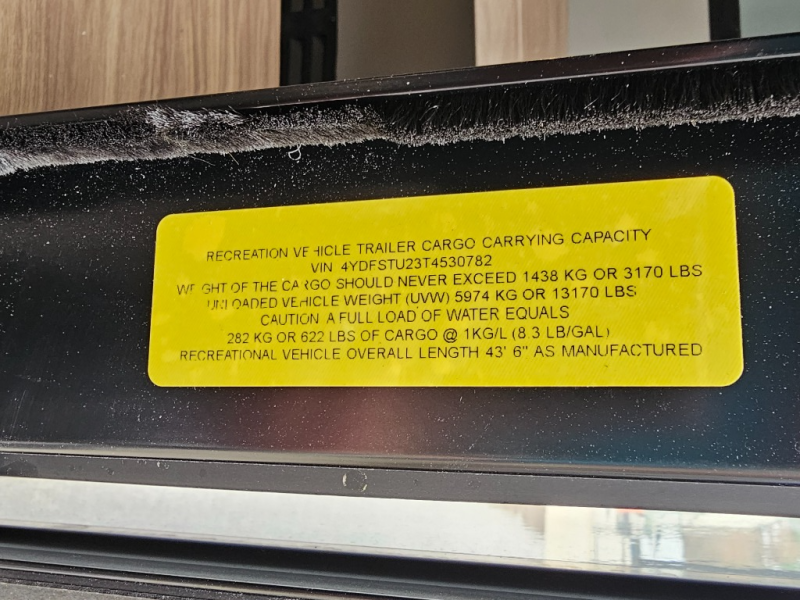 RECREATION VEHICLE TRAILER CARGO CARRYING CAPACITY
VIN 4YDFSTU23T4530782
WEIGHT OF THE CARGO SHOULD NEVER EXCEED 1438 KG OR 3170 LBS
UNLOADED VEHICLE WEIGHT (UVW) 5974 KG OR 13170 LBS
CAUTION A FULL LOAD OF WATER EQUALS
282 KG OR 622 LBS OF CARGO @ 1KG/L (8.3 LB/GAL)
RECREATIONAL VEHICLE OVERALL LENGTH 43' 6" AS MANUFACTURED